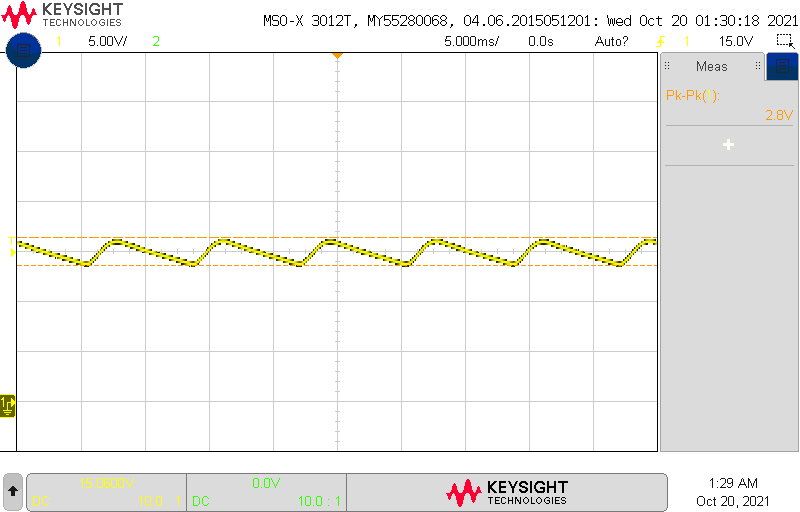 KEYSIGHT
TECHNOLOGIES
MSO-X 3012T, MY55280068, 04.06.2015051201: Wed Oct 20 01:30:18 2021
1 5.00V/ 2 5.000ms/ 0.0s Auto? 1 15.0V
Meas
Pk-Pk( ):
2.8V
1
0.0V
DC 10.0 : 1
KEYSIGHT
TECHNOLOGIES
1:29 AM
Oct 20, 2021